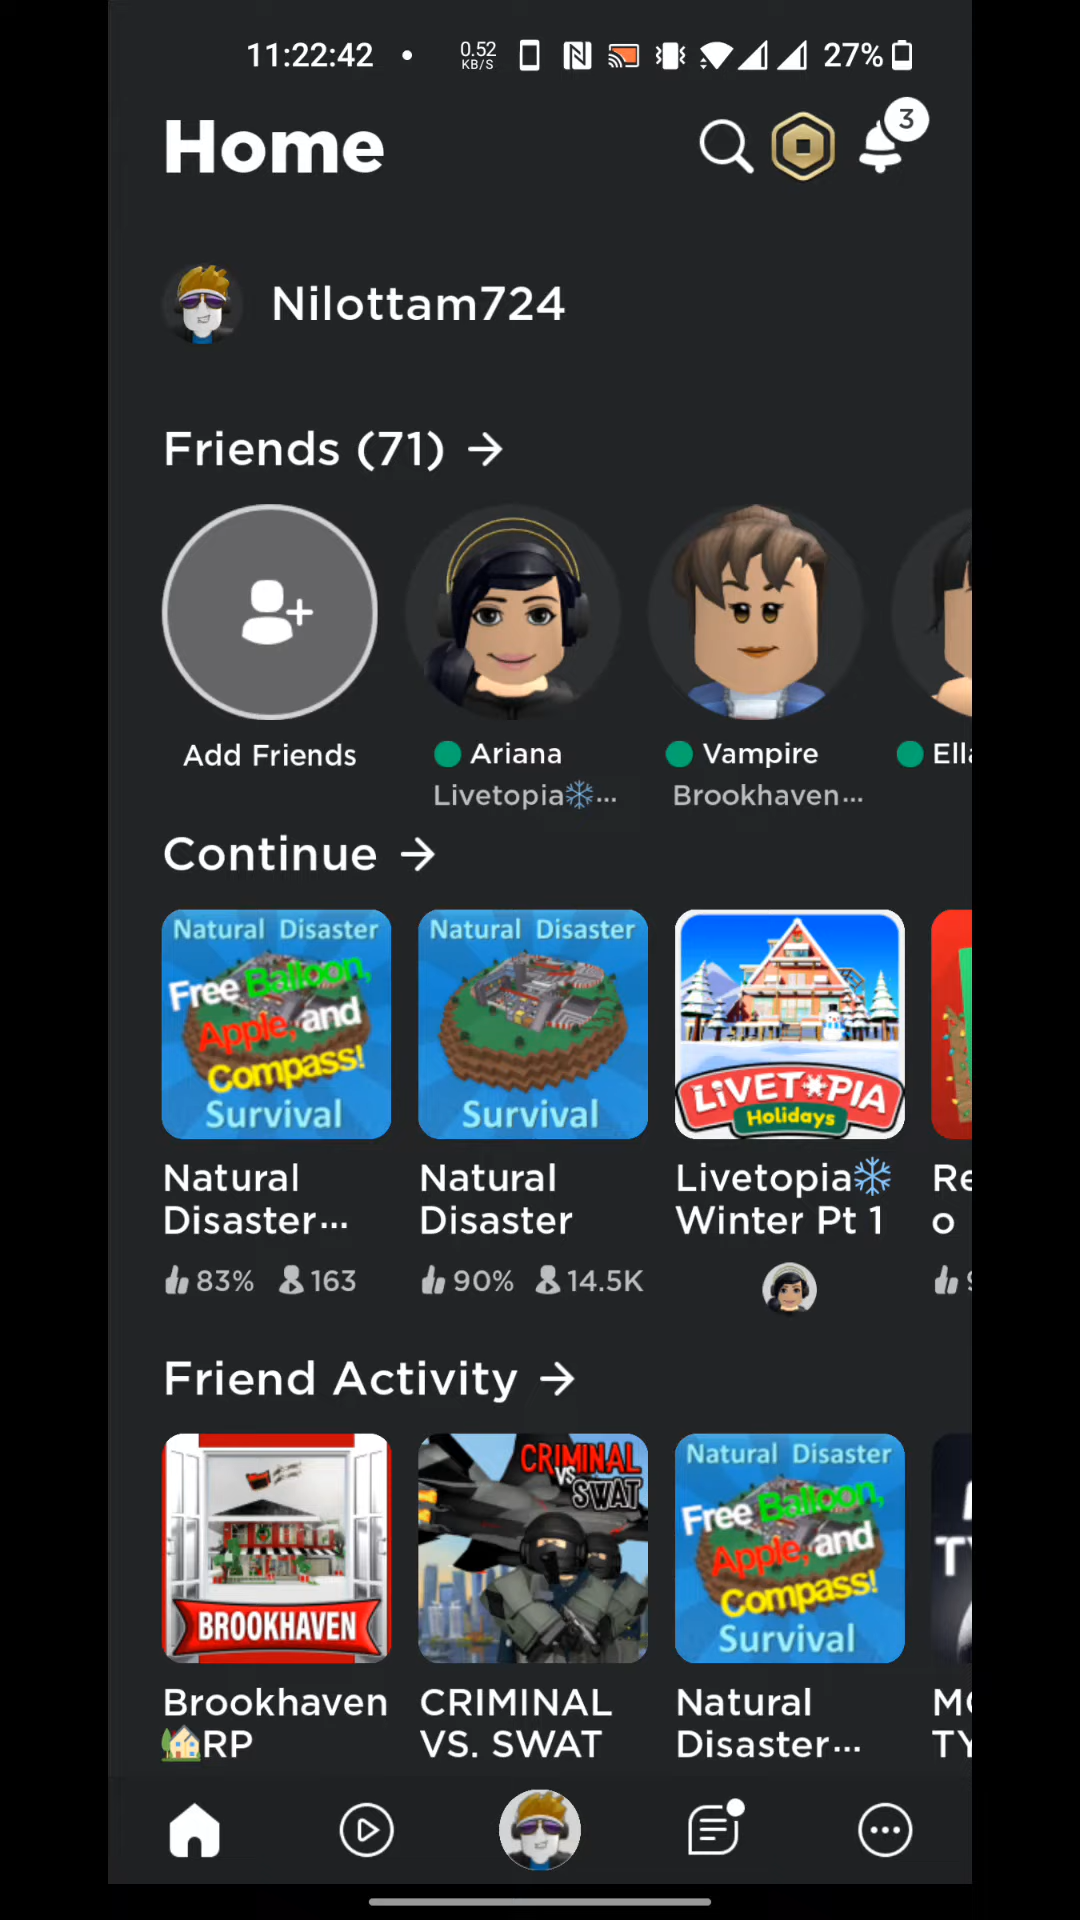 11:22:42 • 0.52 KB/S 27%
Home
3
Nilottam724
Friends (71) →
Add Friends
Ariana
Livetopia❄️...
Vampire
Brookhaven...
Continue →
Natural Disaster
Free Balloon,
Apple, and
Compass!
Survival
Natural
Disaster...
83% 163
Natural Disaster
Survival
Natural
Disaster
90% 14.5K
LIVETOPIA
Holidays
Livetopia❄️
Winter Pt 1
Friend Activity →
BROOKHAVEN
Brookhaven
🏡RP
CRIMINAL
VS
SWAT
CRIMINAL
VS. SWAT
Natural Disaster
Free Balloon,
Apple, and
Compass!
Survival
Natural
Disaster...